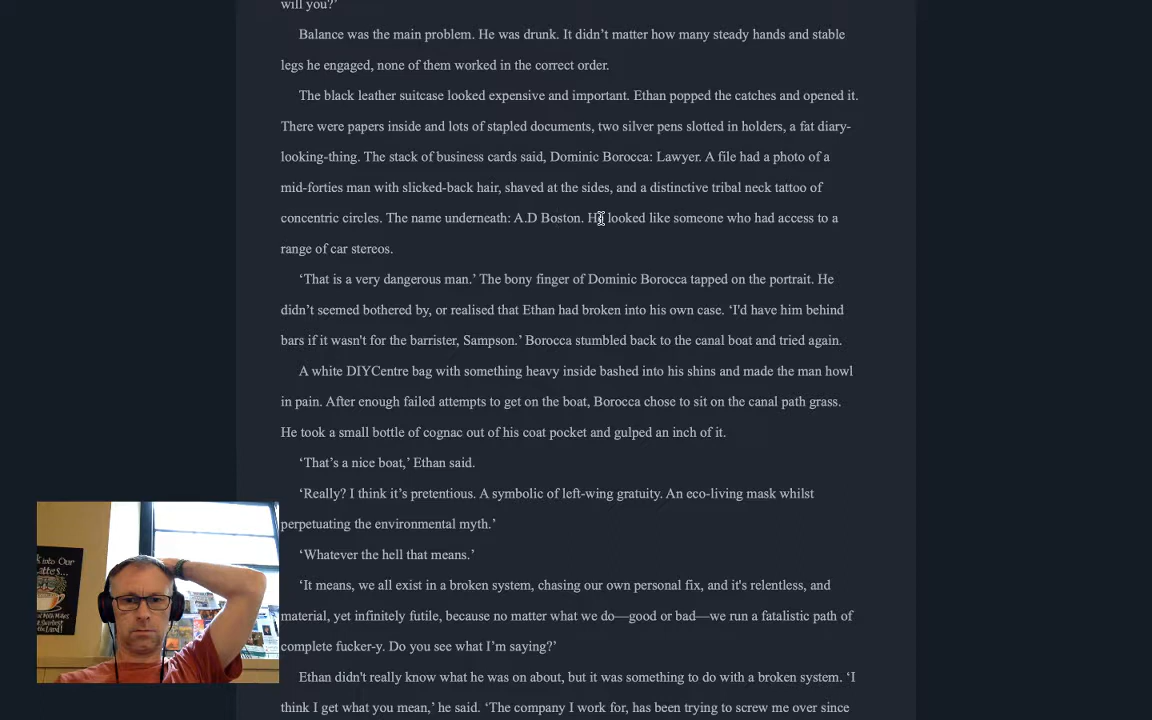 will you?’
Balance was the main problem. He was drunk. It didn’t matter how many steady hands and stable
legs he engaged, none of them worked in the correct order.
The black leather suitcase looked expensive and important. Ethan popped the catches and opened it.
There were papers inside and lots of stapled documents, two silver pens slotted in holders, a fat diary-
looking-thing. The stack of business cards said, Dominic Borocca: Lawyer. A file had a photo of a
mid-forties man with slicked-back hair, shaved at the sides, and a distinctive tribal neck tattoo of
concentric circles. The name underneath: A.D Boston. He looked like someone who had access to a
range of car stereos.
‘That is a very dangerous man.’ The bony finger of Dominic Borocca tapped on the portrait. He
didn’t seemed bothered by, or realised that Ethan had broken into his own case. ‘I'd have him behind
bars if it wasn't for the barrister, Sampson.’ Borocca stumbled back to the canal boat and tried again.
A white DIYCentre bag with something heavy inside bashed into his shins and made the man howl
in pain. After enough failed attempts to get on the boat, Borocca chose to sit on the canal path grass.
He took a small bottle of cognac out of his coat pocket and gulped an inch of it.
‘That’s a nice boat,’ Ethan said.
‘Really? I think it’s pretentious. A symbolic of left-wing gratuity. An eco-living mask whilst
perpetuating the environmental myth.’
‘Whatever the hell that means.’
‘It means, we all exist in a broken system, chasing our own personal fix, and it's relentless, and
material, yet infinitely futile, because no matter what we do—good or bad—we run a fatalistic path of
complete fucker-y. Do you see what I’m saying?’
Ethan didn't really know what he was on about, but it was something to do with a broken system. ‘I
think I get what you mean,’ he said. ‘The company I work for, has been trying to screw me over since
into Our